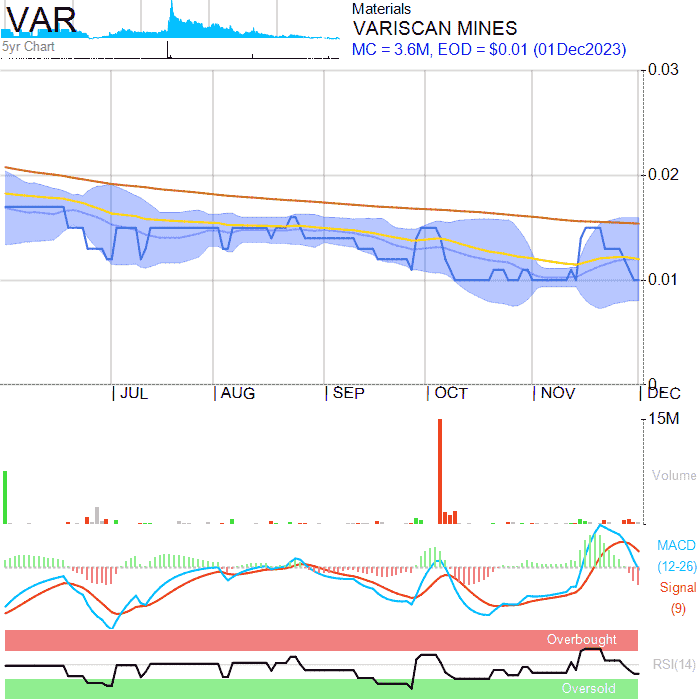 VAR
Materials
VARISCAN MINES
5yr Chart
MC = 3.6M, EOD = $0.01 (01Dec2023)
0.03
0.02
0.01
0
JUL
AUG
SEP
OCT
NOV
DEC
15M
Volume
MACD
(12-26)
Signal
(9)
Overbought
RSI(14)
Oversold